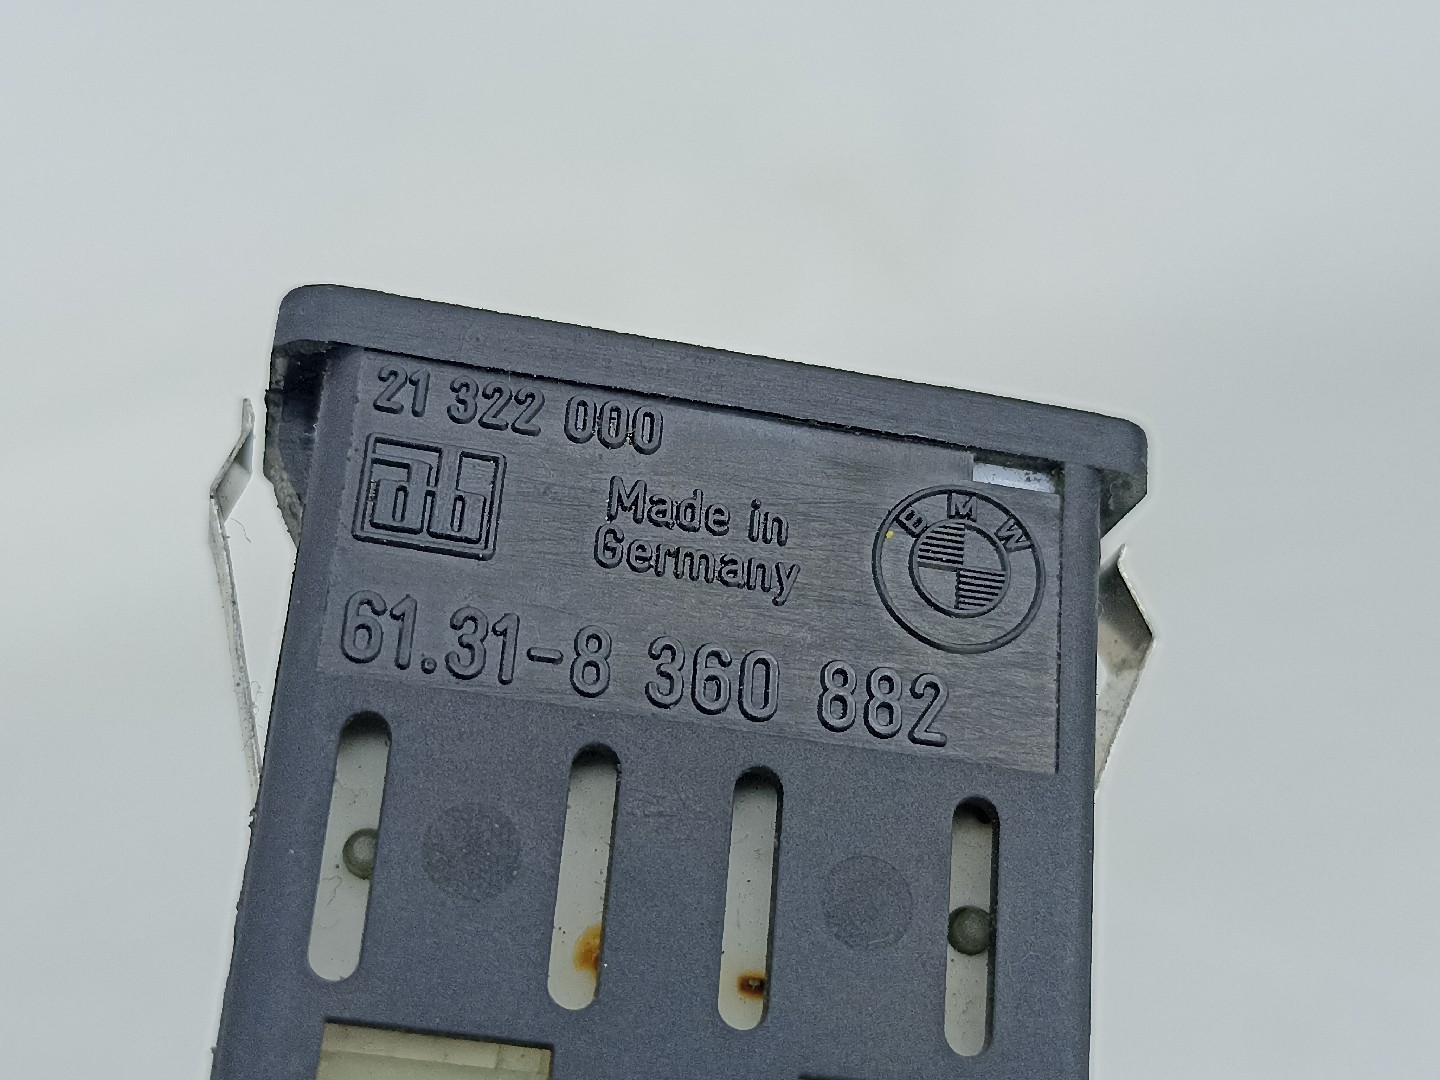 21 322 000
Made in
Germany
BMW
61.31-8 360 882